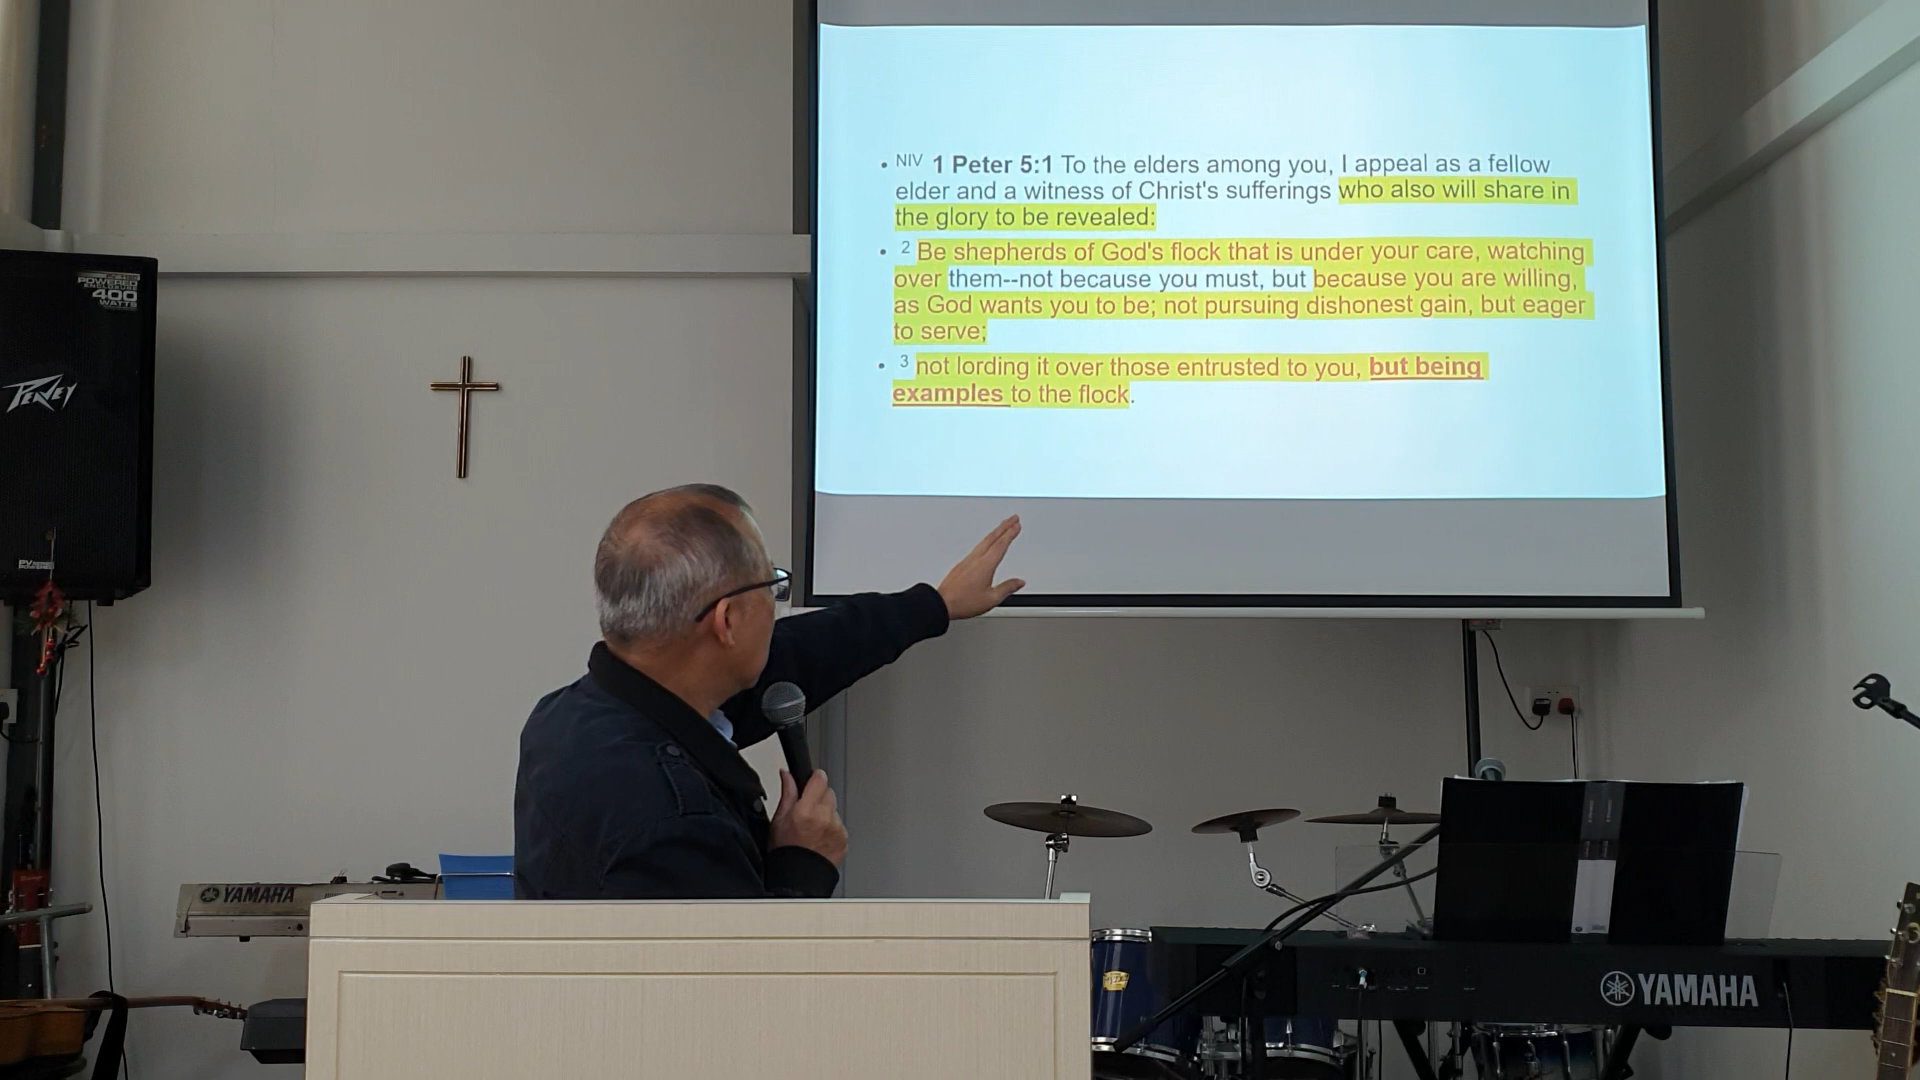 • NIV 1 Peter 5:1 To the elders among you, I appeal as a fellow
elder and a witness of Christ's sufferings who also will share in
the glory to be revealed:
• 2 Be shepherds of God's flock that is under your care, watching
over them--not because you must, but because you are willing,
as God wants you to be; not pursuing dishonest gain, but eager
to serve;
• 3 not lording it over those entrusted to you, but being
examples to the flock.
POWERED
ENCLOSURE
400
WATTS
PEAVEY
YAMAHA
YAMAHA